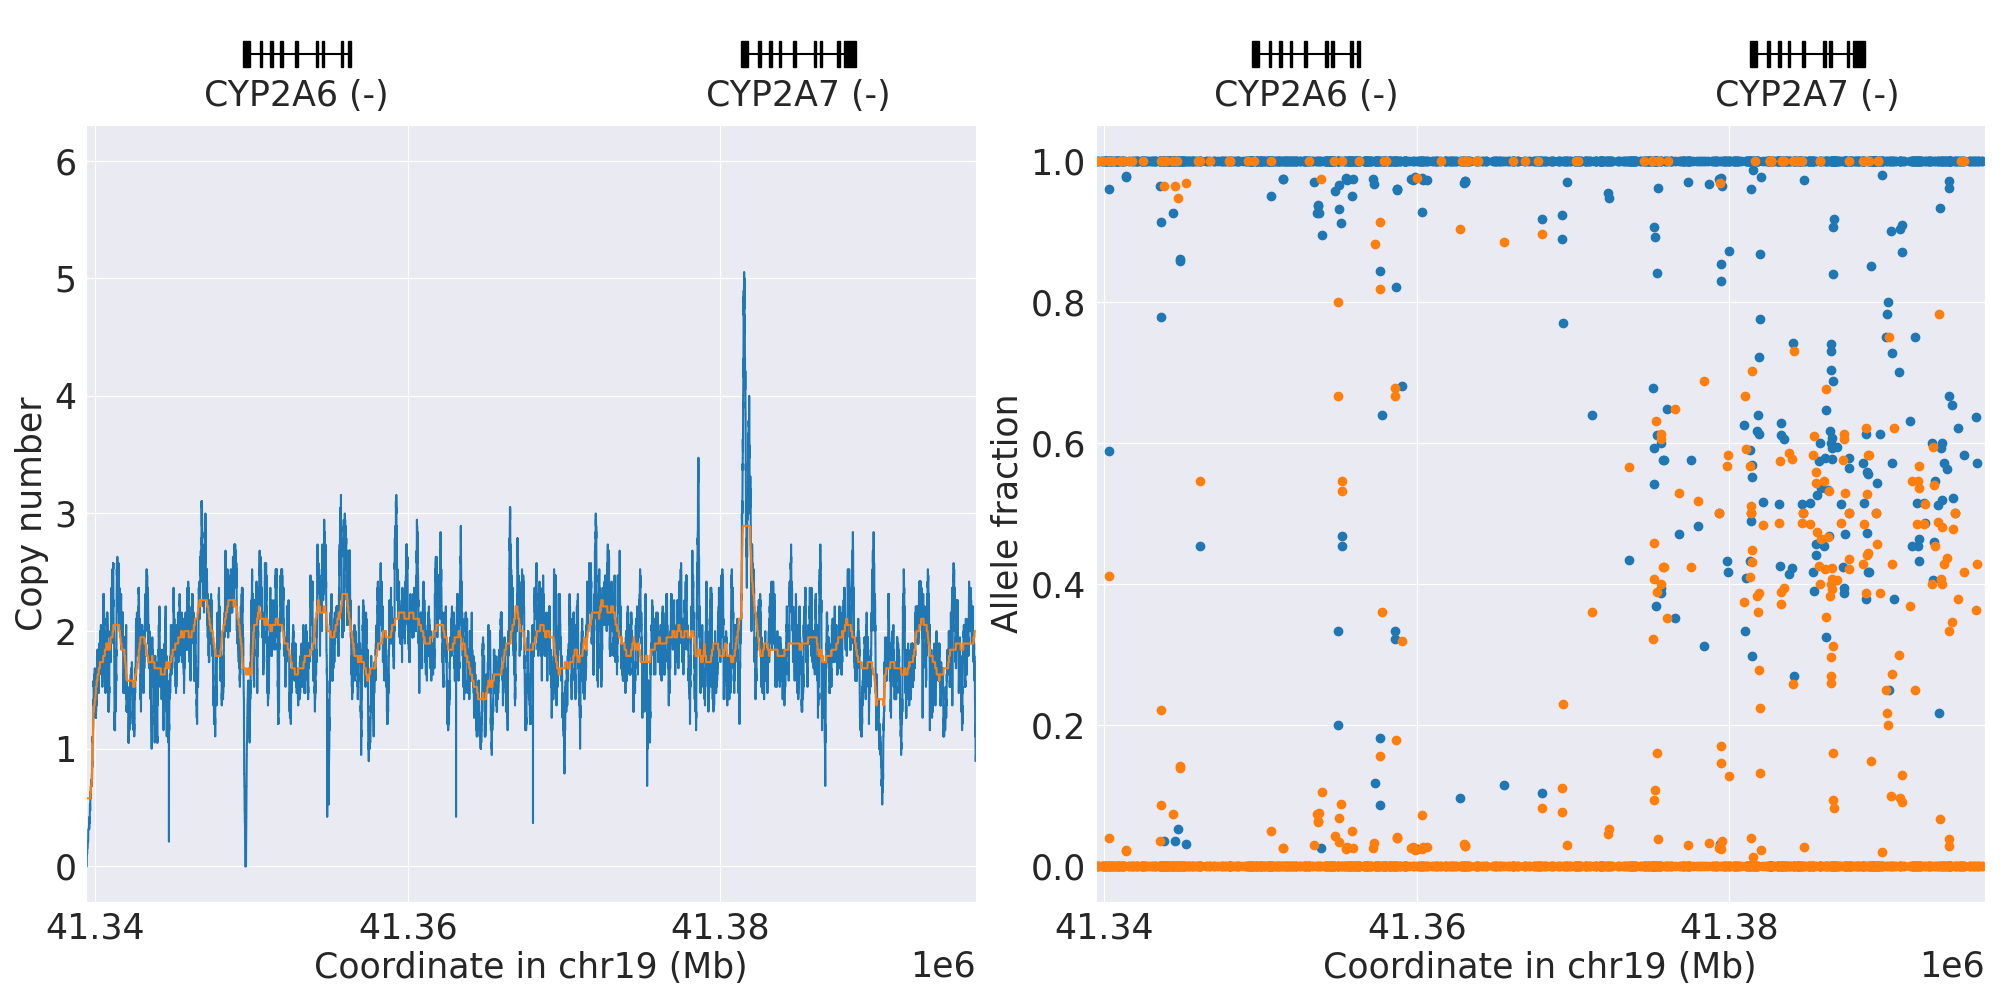 CYP2A6 (-)
CYP2A7 (-)
6
5
4
3
2
1
0
Copy number
41.34
41.36
41.38
Coordinate in chr19 (Mb)
1e6
CYP2A6 (-)
CYP2A7 (-)
1.0
0.8
0.6
0.4
0.2
0.0
Allele fraction
41.34
41.36
41.38
Coordinate in chr19 (Mb)
1e6